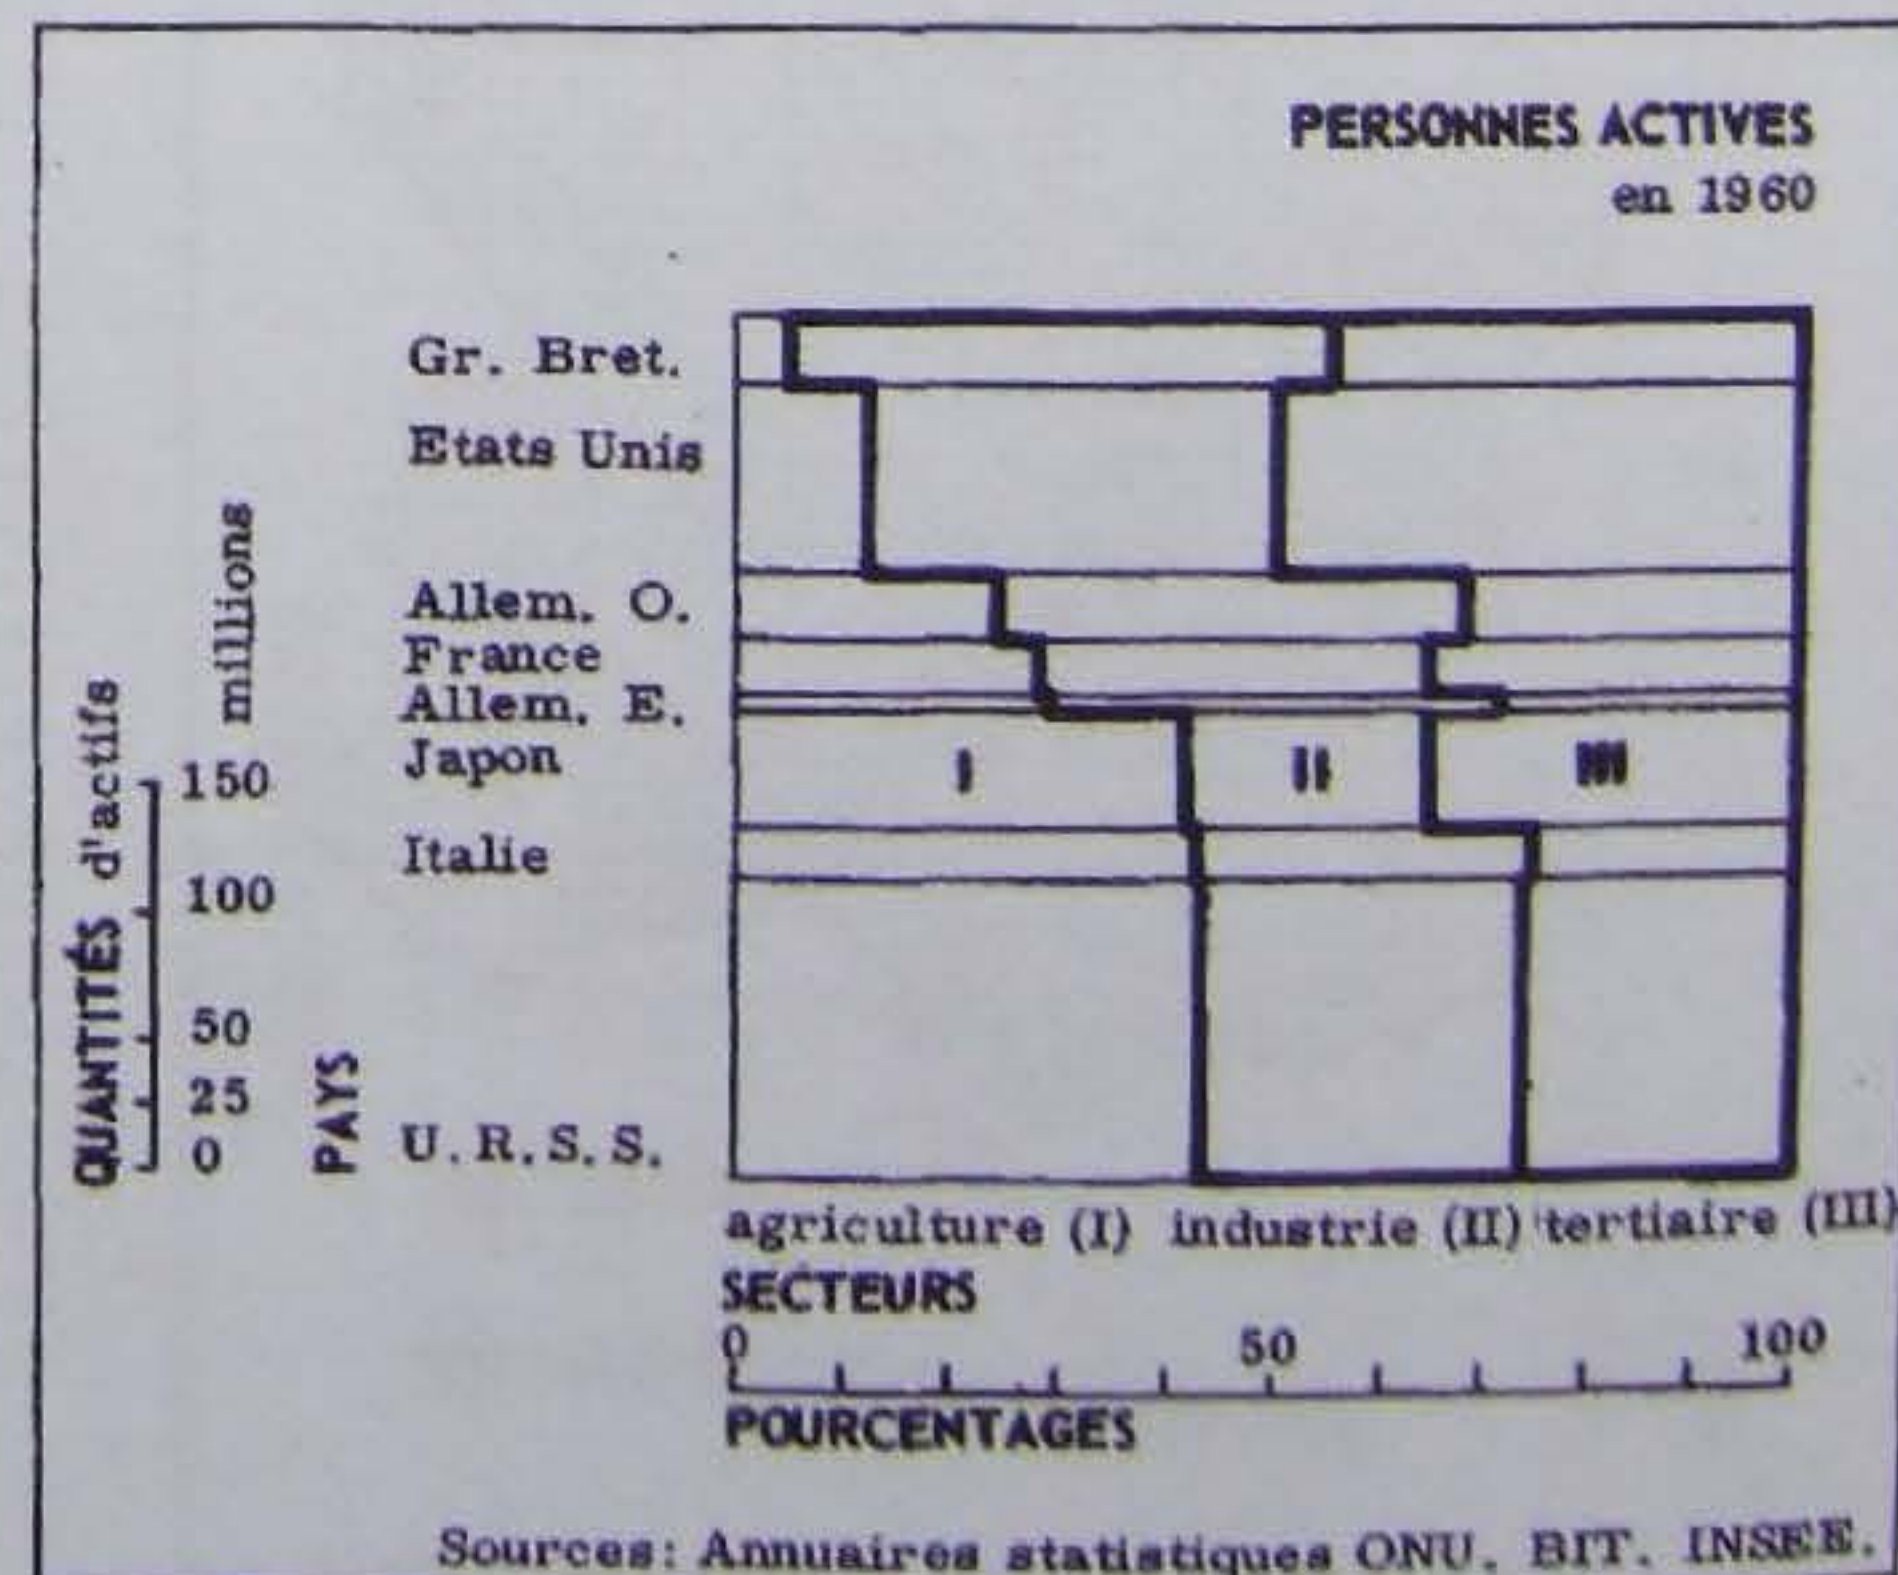 PERSONNES ACTIVES
en 1960
Gr. Bret.
Etats Unis
Allem. O.
France
Allem. E.
Japon
Italie
U.R.S.S.
I II III
QUANTITÉS d'actifs
millions
150
100
50
25
0
PAYS
agriculture (I) industrie (II) tertiaire (III)
SECTEURS
0 50 100
POURCENTAGES
Sources: Annuaires statistiques ONU. BIT. INSEE.